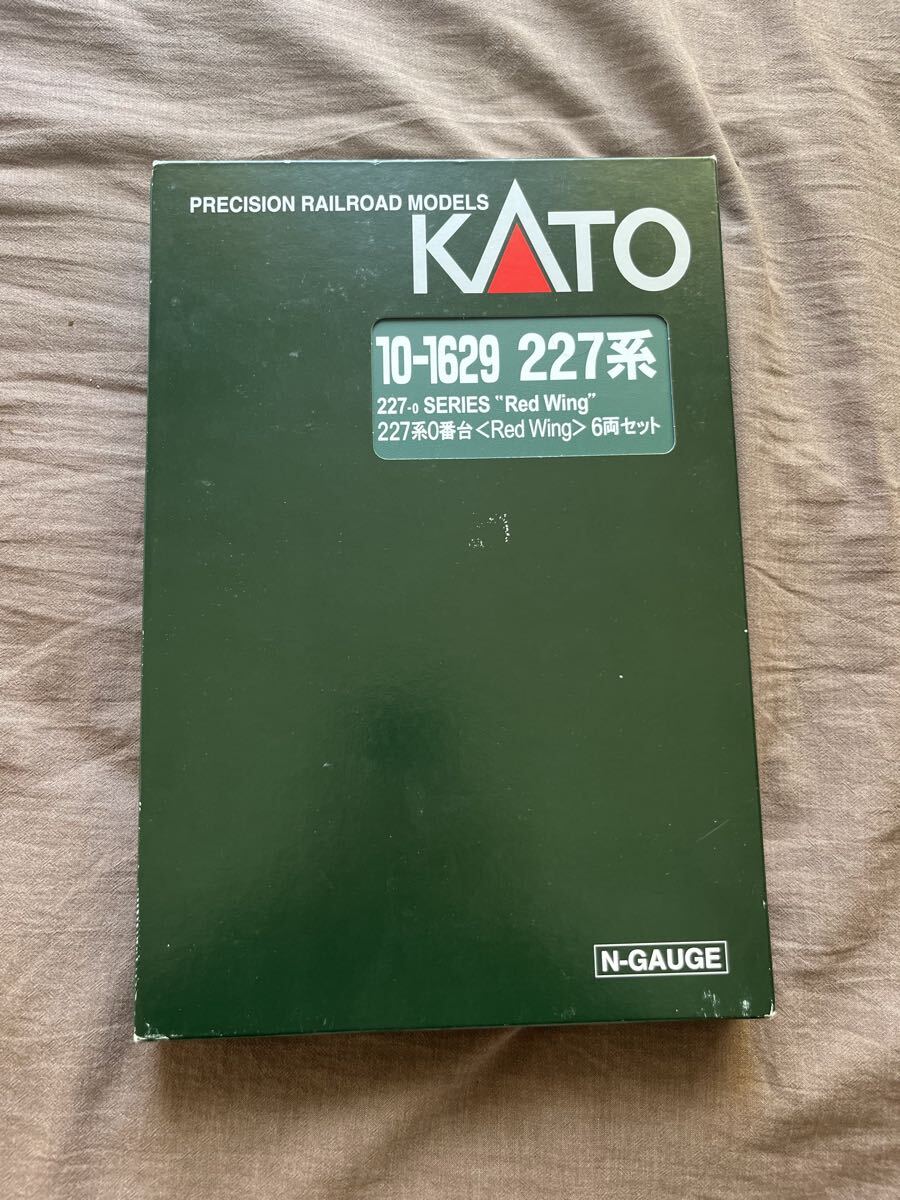 PRECISION RAILROAD MODELS
KATO
10-1629 227系
227-0 SERIES "Red Wing"
227系0番台<Red Wing> 6両セット
N-GAUGE